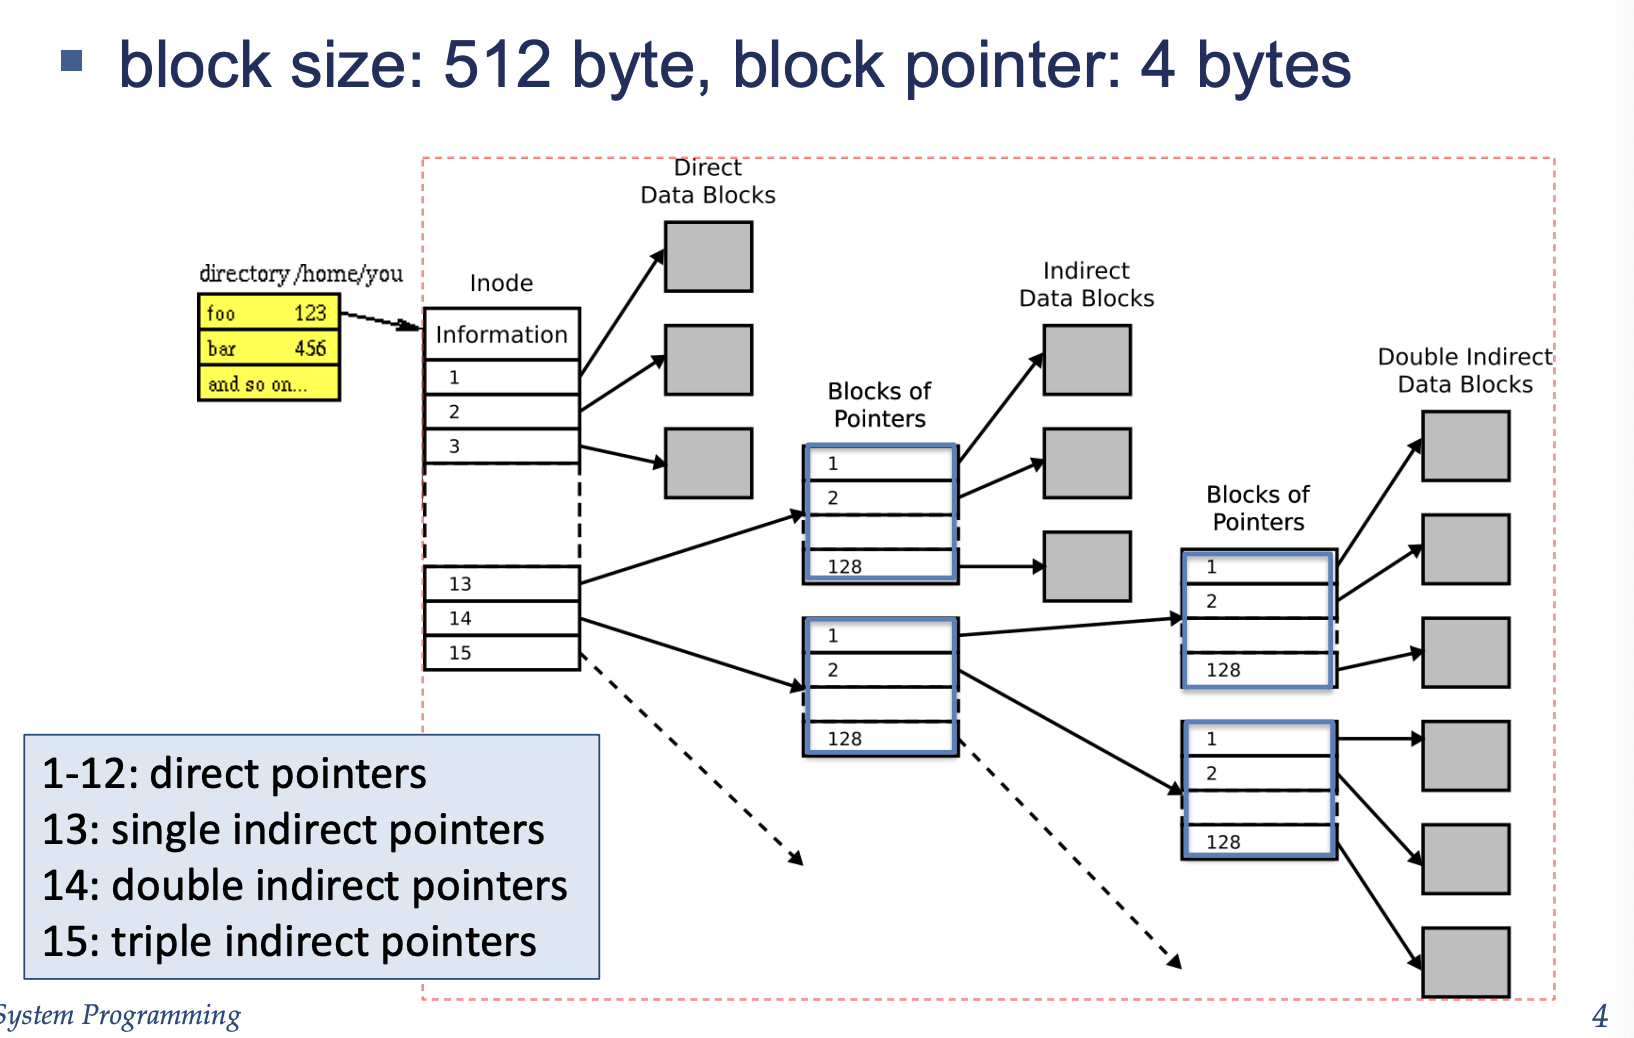 block size: 512 byte, block pointer: 4 bytes
Direct
Data Blocks
directory /home/you
foo 123
bar 456
and so on...
Inode
Information
1
2
3
13
14
15
Blocks of
Pointers
1
2
128
1
2
128
Indirect
Data Blocks
Blocks of
Pointers
1
2
128
1
2
128
Double Indirect
Data Blocks
1-12: direct pointers
13: single indirect pointers
14: double indirect pointers
15: triple indirect pointers
System Programming
4